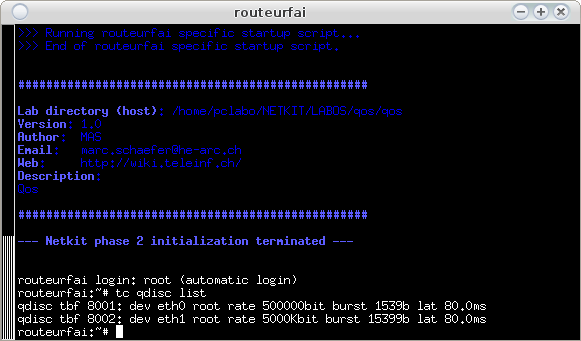 routeurfai
>>> Running routeurfai specific startup script...
>>> End of routeurfai specific startup script.
##################################################
Lab directory (host): /home/pclabo/NETKIT/LABOS/qos/qos
Version: 1.0
Author: MAS
Email: marc.schaefer@he-arc.ch
Web: http://wiki.teleinf.ch/
Description:
Qos
##################################################
--- Netkit phase 2 initialization terminated ---
routeurfai login: root (automatic login)
routeurfai:~# tc qdisc list
qdisc tbf 8001: dev eth0 root rate 500000bit burst 1539b lat 80.0ms
qdisc tbf 8002: dev eth1 root rate 5000Kbit burst 15399b lat 80.0ms
routeurfai:~#